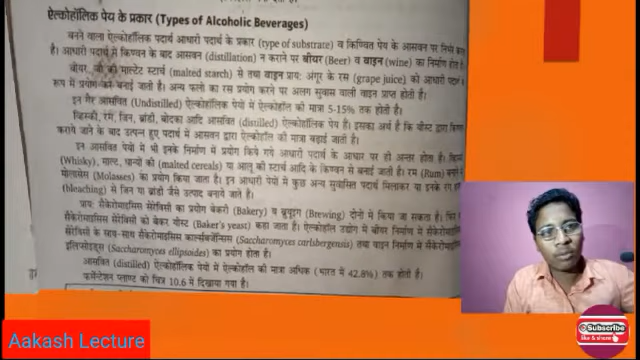 ऐल्कोहॉलिक पेय के प्रकार (Types of Alcoholic Beverages)
बनने वाला ऐल्कोहॉलिक पदार्थ आधारी पदार्थ के प्रकार (type of substrate) व किण्वित पेय के आसवन पर निर्भर करता
है। आधारी पदार्थ में किण्वन के बाद आसवन (distillation) न कराने पर बीयर (Beer) व वाइन (wine) का निर्माण होता है
बीयर, जौ की माल्टेट स्टार्च (malted starch) से तथा वाइन प्रायः अंगूर के रस (grape juice) को आधारी पदार्थ के
रूप में प्रयोग करके बनाई जाती है। अन्य फलों का रस प्रयोग करने पर अलग सुवास वाली वाइन प्राप्त होती है।
इन गैर आसवित (Undistilled) ऐल्कोहॉलिक पेयों में ऐल्कोहॉल की मात्रा 5-15% तक होती है।
व्हिस्की, रम, जिन, ब्रांडी, वोदका आदि आसवित ऐल्कोहॉलिक पेय हैं। इसका अर्थ है कि यीस्ट द्वारा किण्वन
कराये जाने के बाद उत्पन्न हुए पदार्थ में आसवन द्वारा ऐल्कोहॉल की मात्रा बढ़ाई जाती है।
इन आसवित पेयों में भी इनके निर्माण में प्रयोग किये गये आधारी पदार्थ के आधार पर ही अन्तर होता है।
(Whisky), माल्ट, धान्यों की (malted cereals) या आलू की स्टार्च आदि के किण्वन से बनाई जाती है। रम (Rum) बनाने में
मोलासेस (Molasses) का प्रयोग किया जाता है। इन आधारी पेयों में कुछ अन्य सुवासित पदार्थ मिलाकर या इनके रंग
(bleaching) से जिन या ब्रांडी जैसे उत्पाद बनाये जाते हैं।
प्रायः सैकेरोमाइसिस सेरेविसी का प्रयोग बेकरी (Bakery) व ब्रूइंग (Brewing) दोनों में किया जा सकता है।
सैकेरोमाइसिस सेरेविसी को बेकर यीस्ट (Baker's yeast) कहा जाता है। ऐल्कोहॉल उद्योग में बीयर निर्माण में सैकेरोमाइसिस
सेरेविसी के साथ-साथ सैकेरोमाइसिस कार्ल्सबर्जेन्सिस (Saccharomyces carlsbergensis) तथा वाइन निर्माण में सैकेरोमाइसिस
इलिप्सोइड्स (Saccharomyces ellipsoides) का प्रयोग होता है।
आसवित (distilled) ऐल्कोहॉलिक पेयों में ऐल्कोहॉल की मात्रा अधिक (भारत में 42.8%) तक होती है।
फर्मेन्टेशन प्लाण्ट को चित्र 10.6 में दिखाया गया है।
Aakash Lecture
Subscribe
like & share